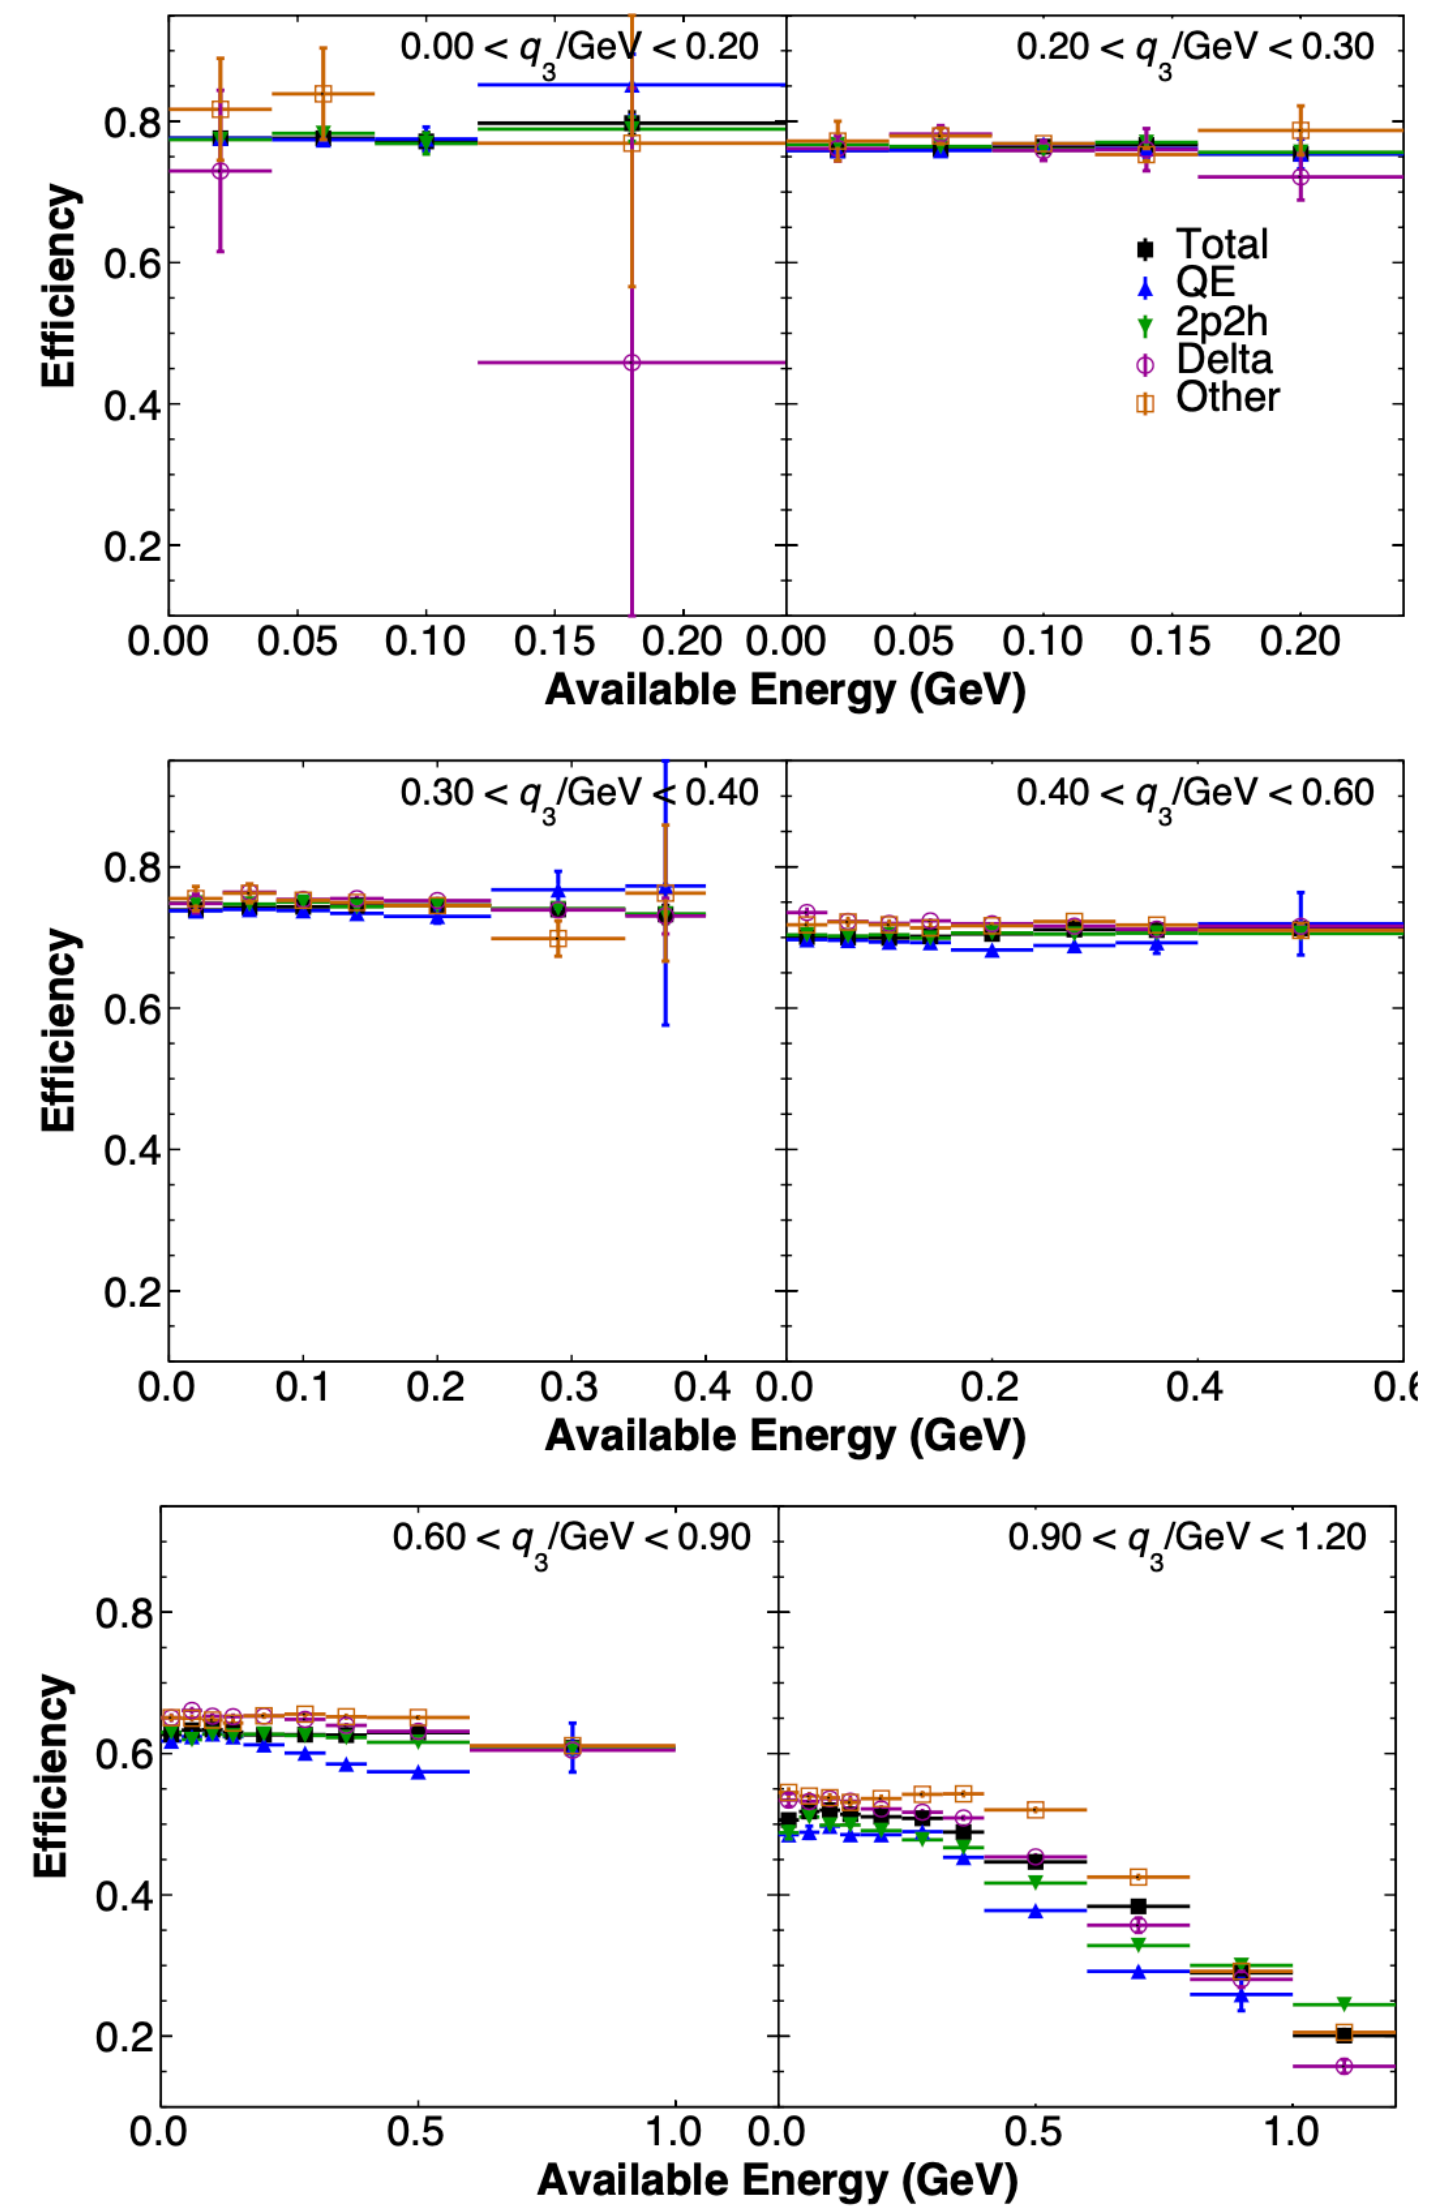 0.00 < q3/GeV < 0.20
0.20 < q3/GeV < 0.30
Efficiency
0.8
0.6
0.4
0.2
Total
QE
2p2h
Delta
Other
0.00 0.05 0.10 0.15 0.20 0.00 0.05 0.10 0.15 0.20
Available Energy (GeV)
0.30 < q3/GeV < 0.40
0.40 < q3/GeV < 0.60
Efficiency
0.8
0.6
0.4
0.2
0.0 0.1 0.2 0.3 0.4 0.0 0.2 0.4
Available Energy (GeV)
0.60 < q3/GeV < 0.90
0.90 < q3/GeV < 1.20
Efficiency
0.8
0.6
0.4
0.2
0.0 0.5 1.0 0.0 0.5 1.0
Available Energy (GeV)